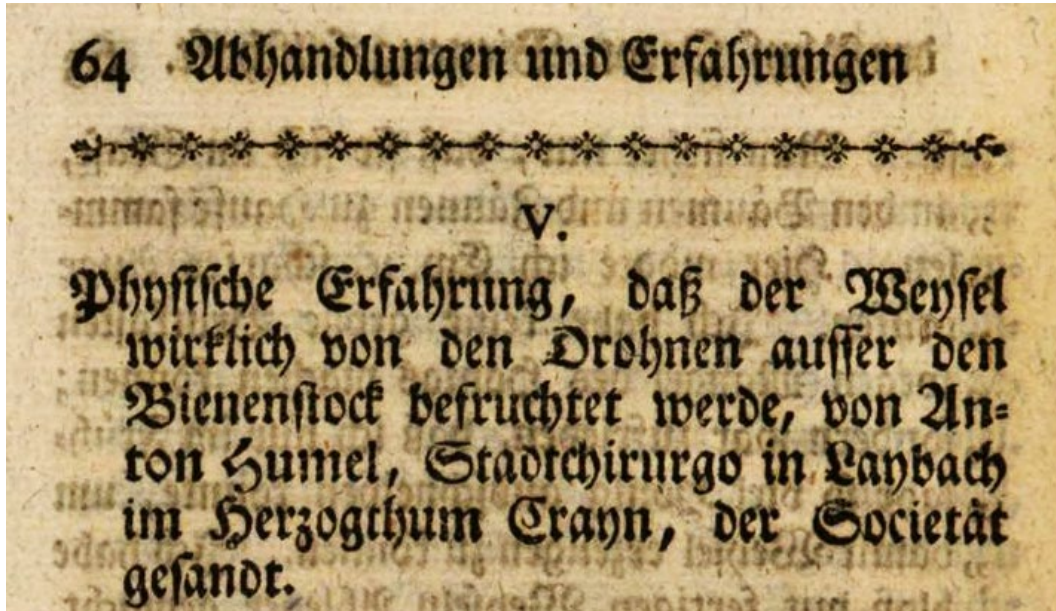 64 Abhandlungen und Erfahrungen
V.
Physische Erfahrung, daß der Weysel
wirklich von den Drohnen ausser den
Bienenstock befruchtet werde, von An-
ton Humel, Stadtchirurgo in Laybach
im Herzogthum Crayn, der Societät
gesandt.